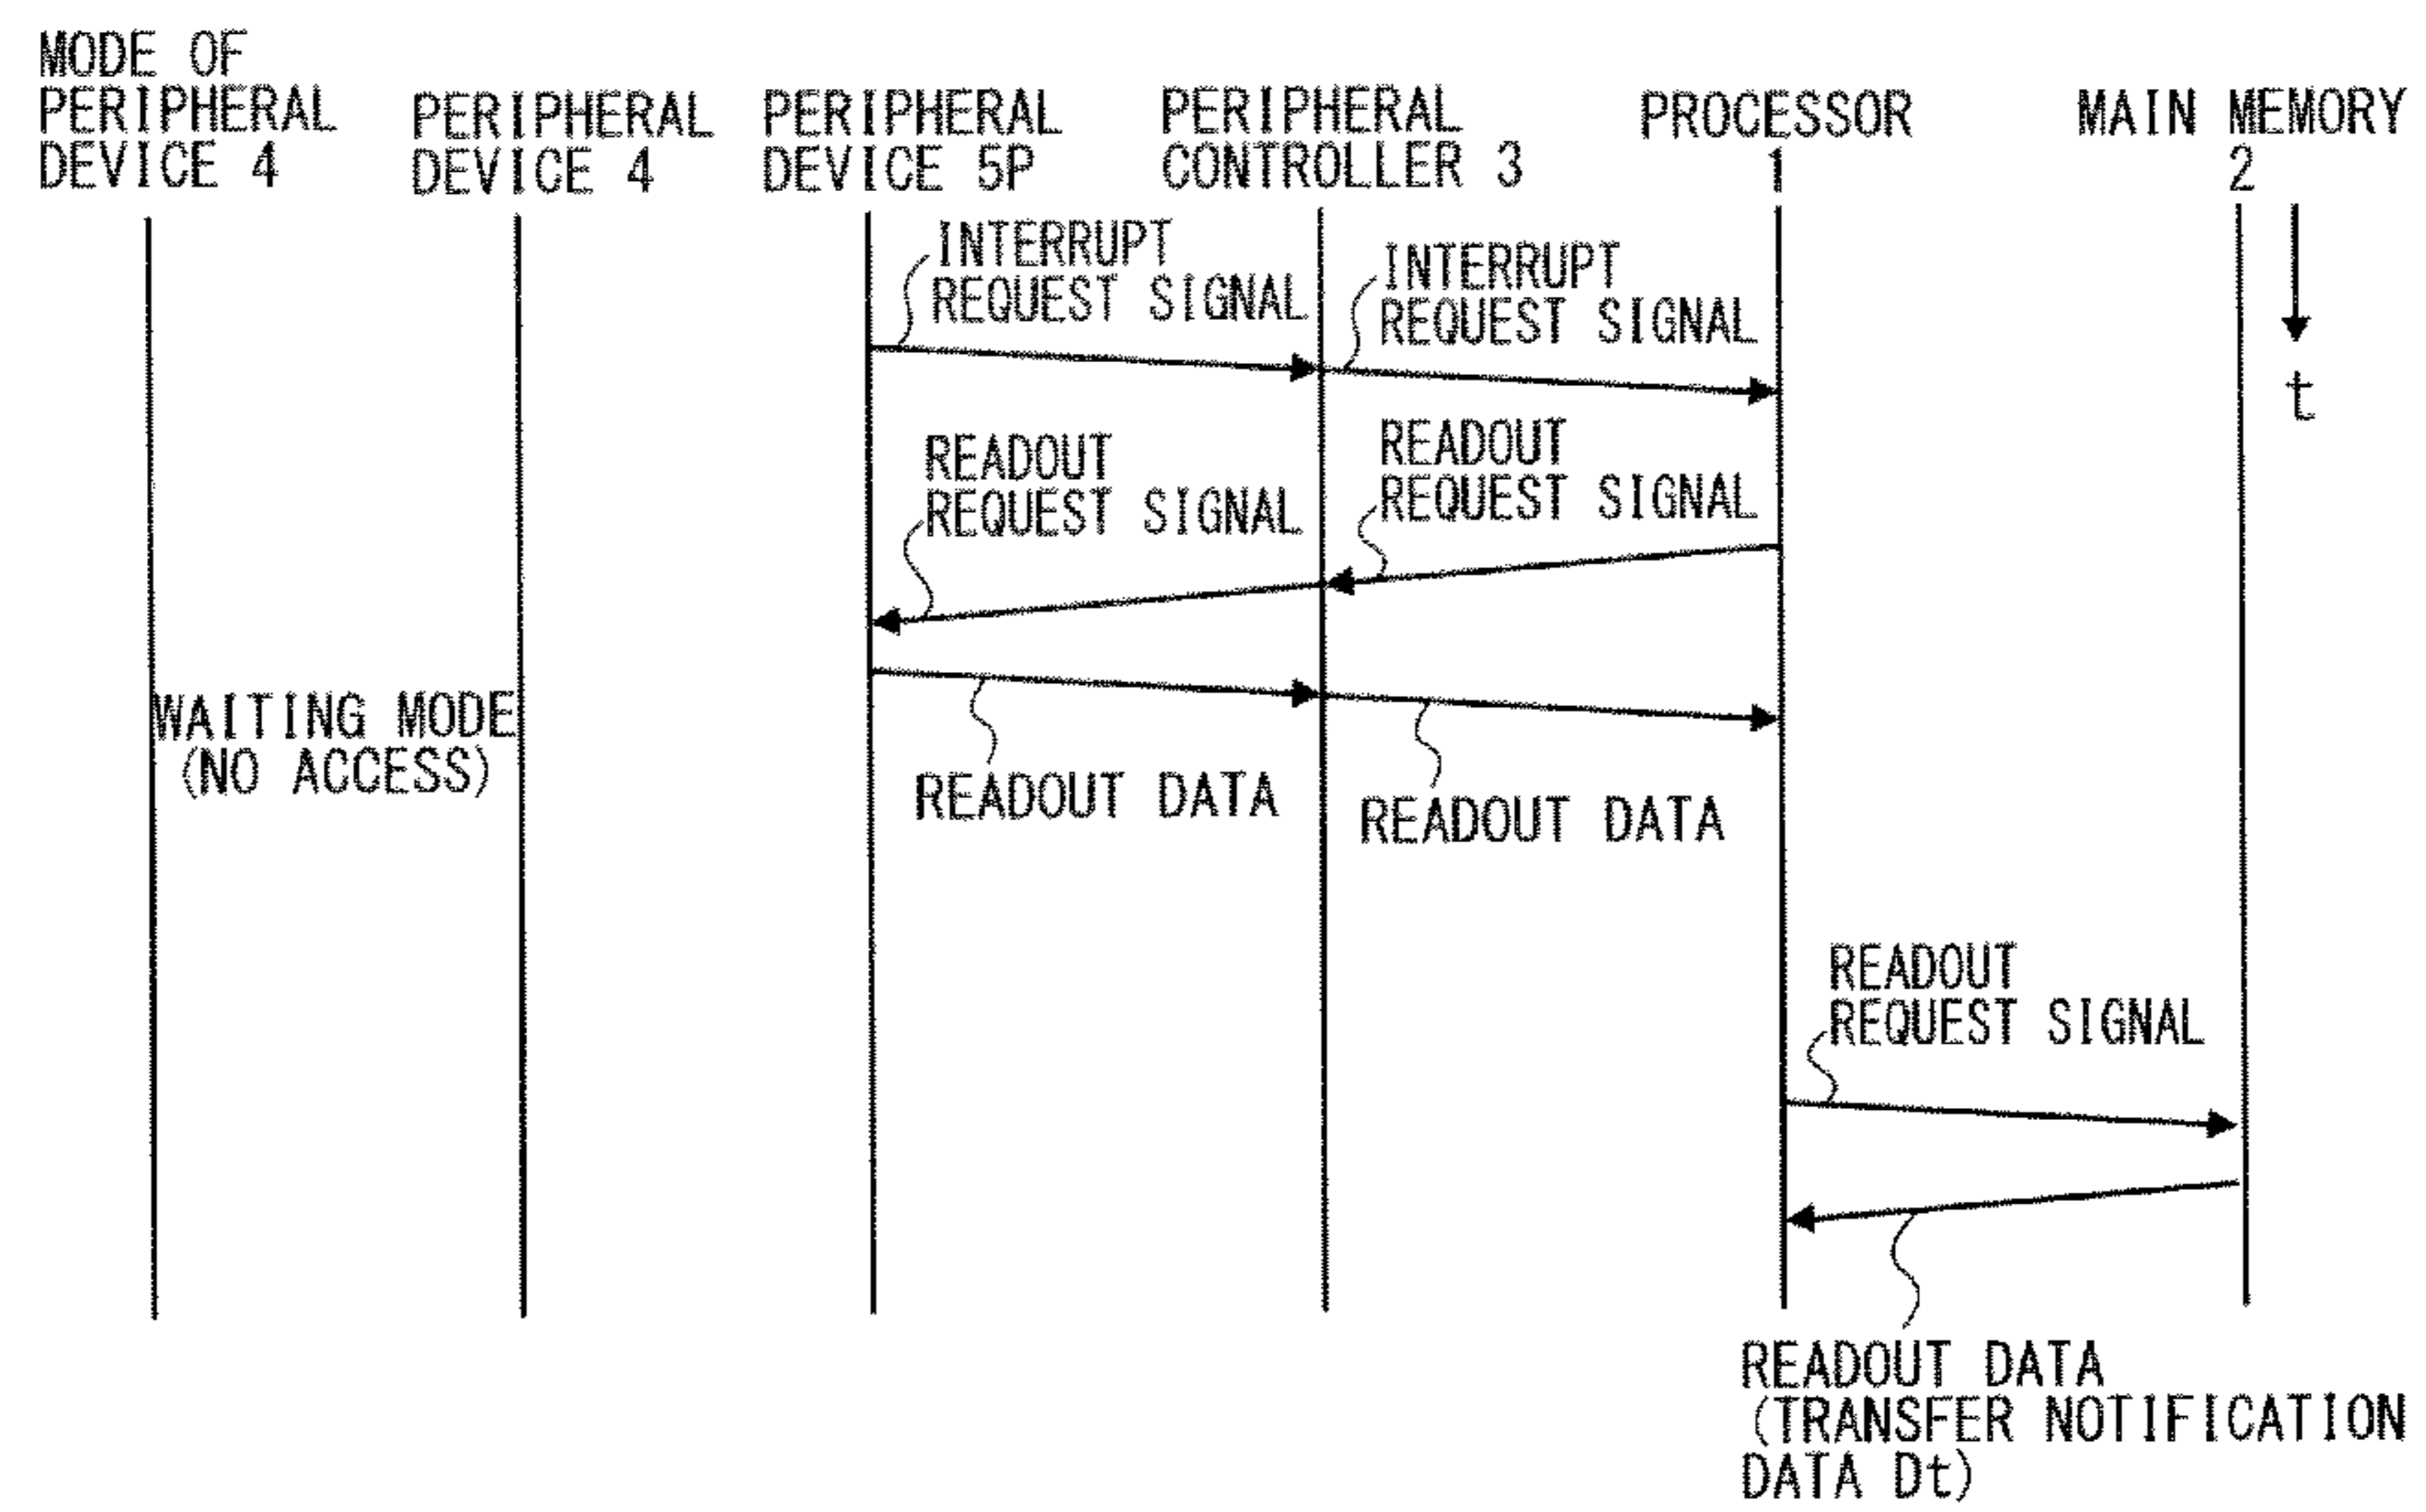 MODE OF
PERIPHERAL
DEVICE 4
PERIPHERAL
DEVICE 4
PERIPHERAL
DEVICE 5P
PERIPHERAL
CONTROLLER 3
PROCESSOR
1
MAIN MEMORY
2
t
INTERRUPT
REQUEST SIGNAL
INTERRUPT
REQUEST SIGNAL
READOUT
REQUEST SIGNAL
READOUT
REQUEST SIGNAL
WAITING MODE
(NO ACCESS)
READOUT DATA
READOUT DATA
READOUT
REQUEST SIGNAL
READOUT DATA
(TRANSFER NOTIFICATION
DATA Dt)